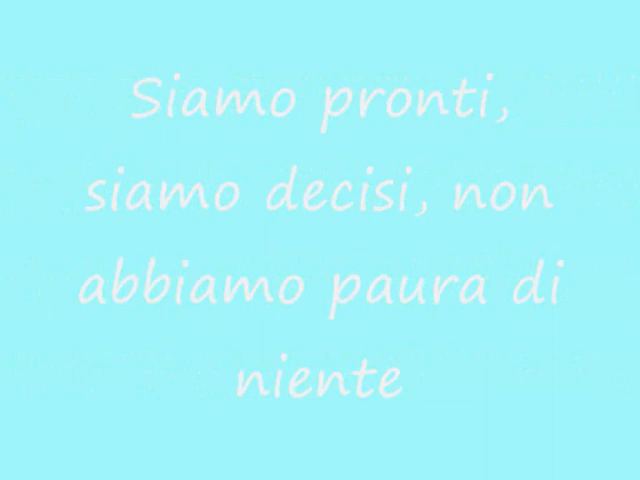 Siamo pronti,
siamo decisi, non
abbiamo paura di
niente